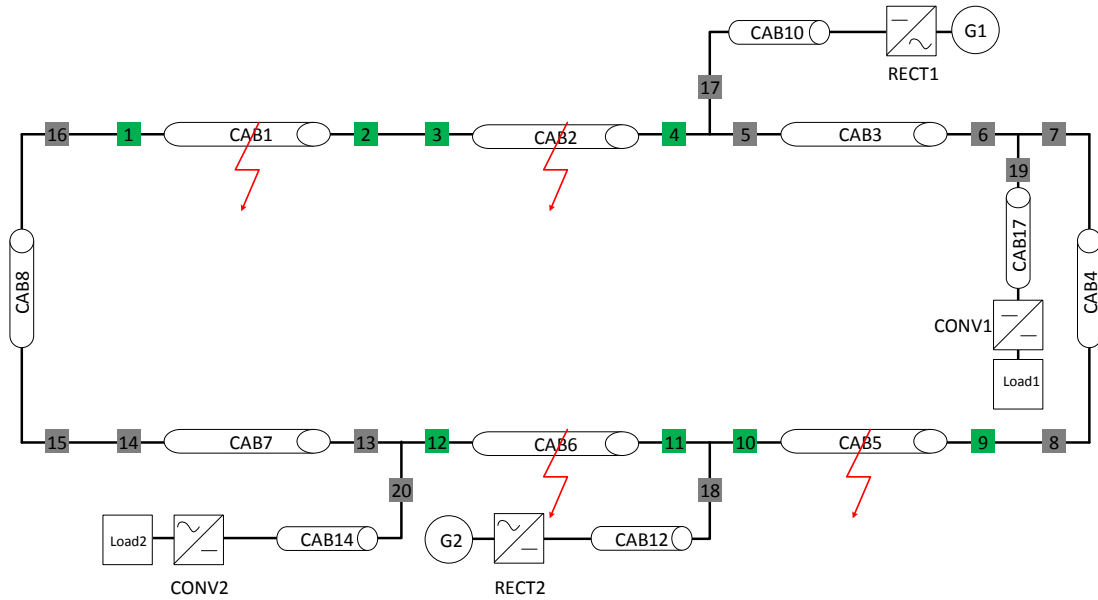 CAB10
G1
RECT1
17
16
1
CAB1
2
3
CAB2
4
5
CAB3
6
7
19
CAB17
CAB8
CAB4
CONV1
Load1
15
14
CAB7
13
12
CAB6
11
10
CAB5
9
8
20
18
Load2
CAB14
G2
CAB12
CONV2
RECT2